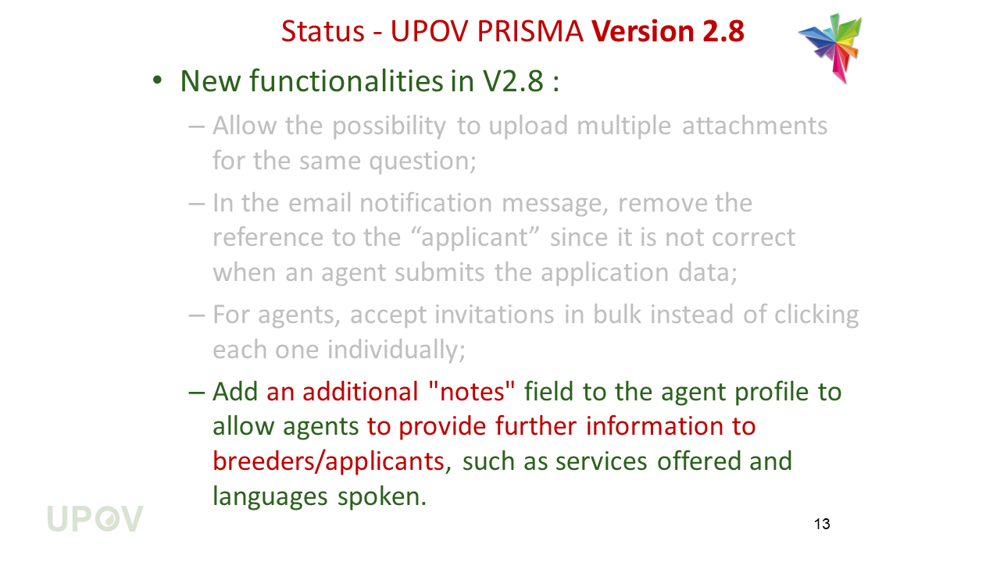 Status - UPOV PRISMA Version 2.8
• New functionalities in V2.8 :
– Allow the possibility to upload multiple attachments
for the same question;
– In the email notification message, remove the
reference to the “applicant” since it is not correct
when an agent submits the application data;
– For agents, accept invitations in bulk instead of clicking
each one individually;
– Add an additional "notes" field to the agent profile to
allow agents to provide further information to
breeders/applicants, such as services offered and
languages spoken.
UPOV
13